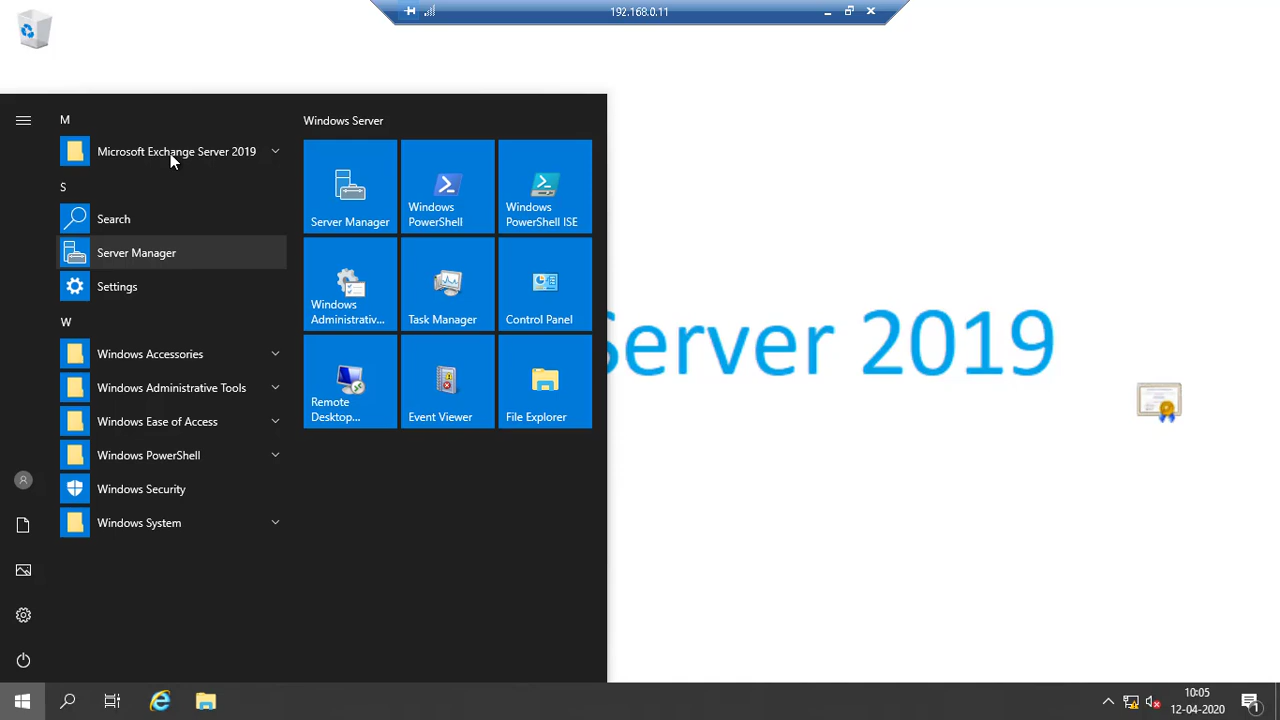 192.168.0.11
M
Microsoft Exchange Server 2019
S
Search
Server Manager
Settings
W
Windows Accessories
Windows Administrative Tools
Windows Ease of Access
Windows PowerShell
Windows Security
Windows System
Windows Server
Server Manager
Windows
PowerShell
Windows
PowerShell ISE
Windows
Administrativ...
Task Manager
Control Panel
Remote
Desktop...
Event Viewer
File Explorer
Server 2019
10:05
12-04-2020
1